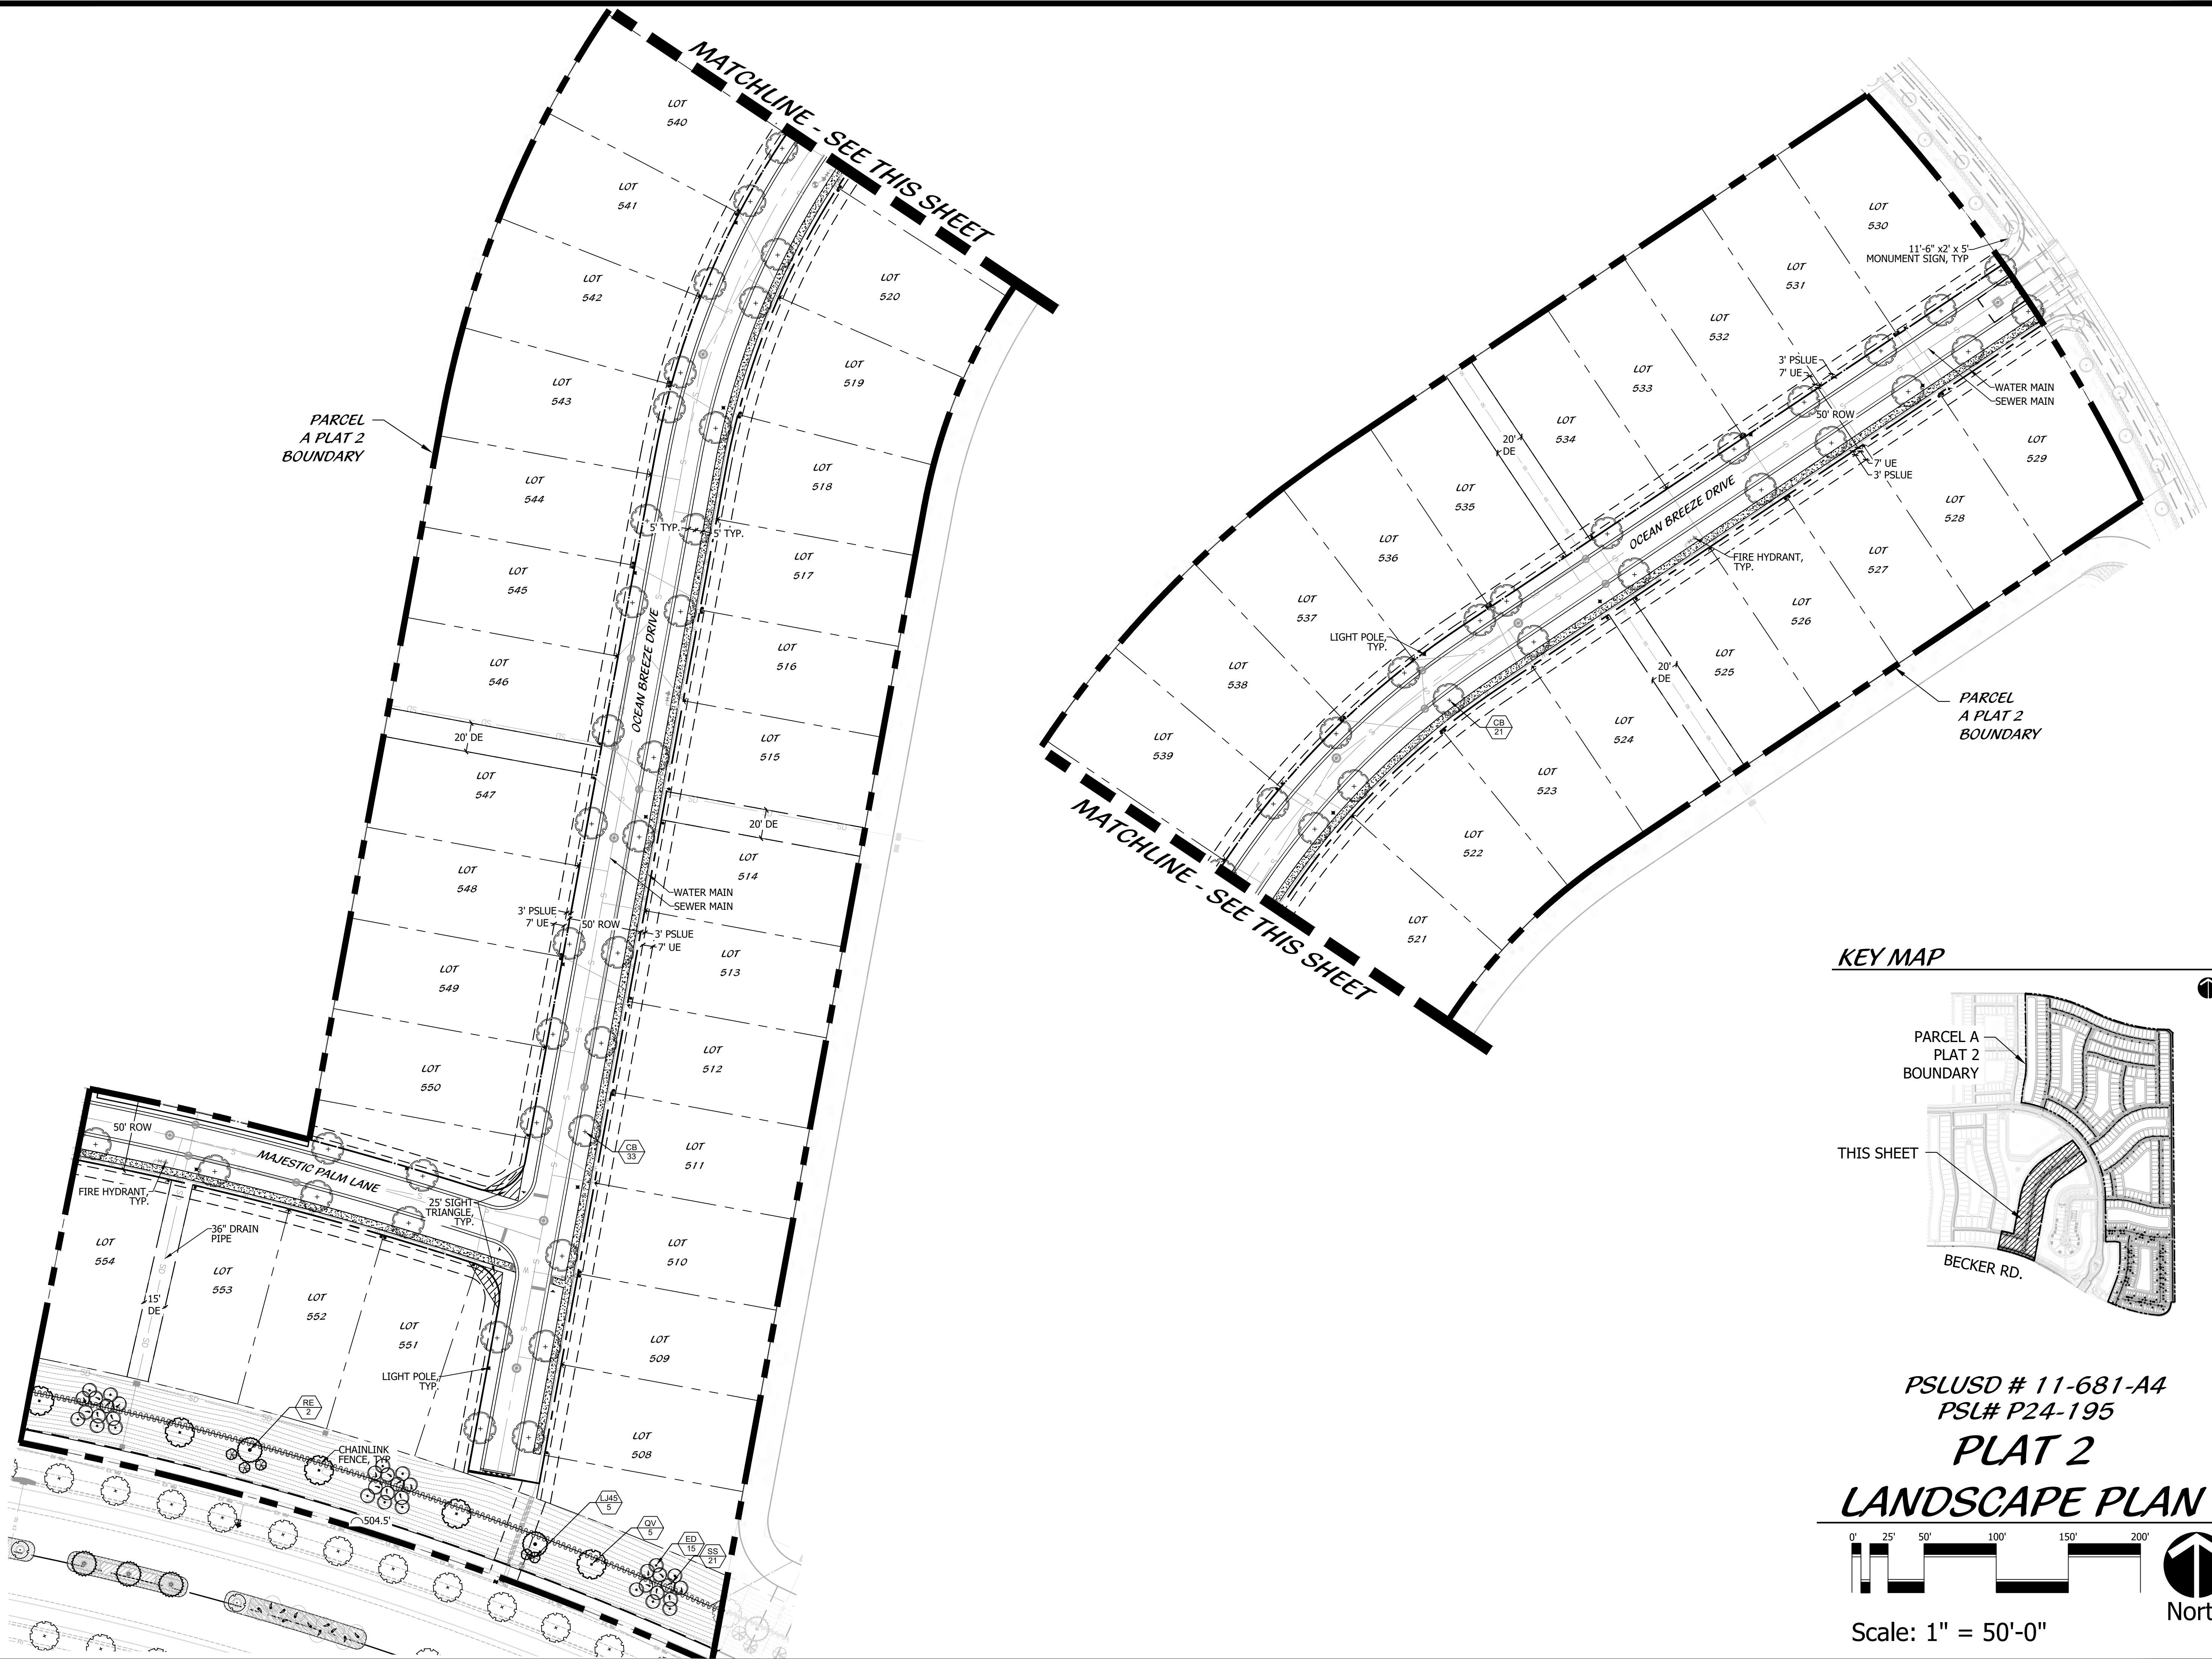 MATCHLINE - SEE THIS SHEET
LOT
540
LOT
541
LOT
542
LOT
543
LOT
544
LOT
545
LOT
546
20' DE
LOT
547
LOT
548
LOT
549
LOT
550
PARCEL
A PLAT 2
BOUNDARY
LOT
520
LOT
519
LOT
518
LOT
517
LOT
516
LOT
515
20' DE
LOT
514
LOT
513
LOT
512
LOT
511
LOT
510
LOT
509
LOT
508
5' TYP.
5' TYP.
OCEAN BREEZE DRIVE
WATER MAIN
SEWER MAIN
3' PSLUE
7' UE
50' ROW
3' PSLUE
7' UE
CB
33
50' ROW
MAJESTIC PALM LANE
FIRE HYDRANT,
TYP.
36" DRAIN
PIPE
25' SIGHT
TRIANGLE,
TYP.
LOT
554
15'
DE
LOT
553
LOT
552
LOT
551
LIGHT POLE,
TYP.
RE
2
CHAINLINK
FENCE, TYP
504.5'
LJ45
5
QV
5
ED
15
SS
21
LOT
530
11'-6" x2' x 5'
MONUMENT SIGN, TYP
LOT
531
LOT
532
LOT
533
LOT
534
20'
DE
LOT
535
LOT
536
LOT
537
LOT
538
LOT
539
3' PSLUE
7' UE
50' ROW
WATER MAIN
SEWER MAIN
7' UE
3' PSLUE
OCEAN BREEZE DRIVE
FIRE HYDRANT,
TYP.
LIGHT POLE,
TYP.
CB
21
LOT
529
LOT
528
LOT
527
LOT
526
LOT
525
20'
DE
LOT
524
LOT
523
LOT
522
LOT
521
PARCEL
A PLAT 2
BOUNDARY
MATCHLINE - SEE THIS SHEET
KEY MAP
PARCEL A
PLAT 2
BOUNDARY
THIS SHEET
BECKER RD.
PSLUSD # 11-681-A4
PSL# P24-195
PLAT 2
LANDSCAPE PLAN
0' 25' 50' 100' 150' 200'
Nort
Scale: 1" = 50'-0"